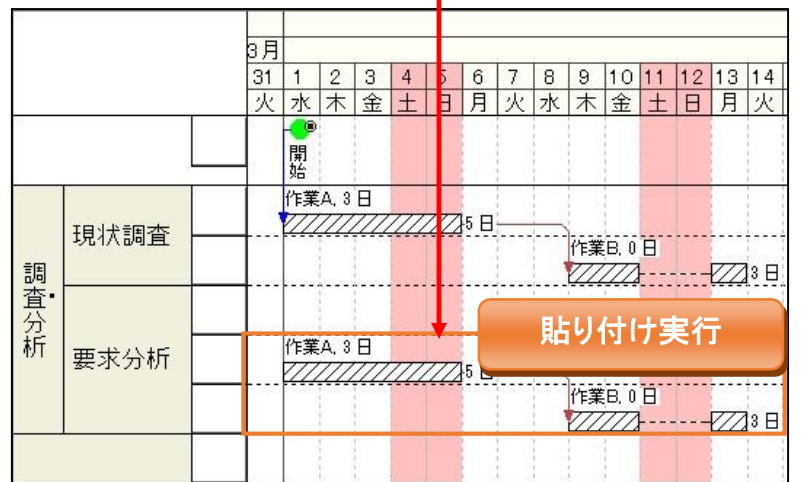 3月
31 1 2 3 4 5 6 7 8 9 10 11 12 13 14
火 水 木 金 土 日 月 火 水 木 金 土 日 月 火
開始
作業A, 3 日
現状調査
5 日
作業B, 0 日
3 日
調査・分析
貼り付け実行
作業A, 3 日
要求分析
5 日
作業B, 0 日
3 日